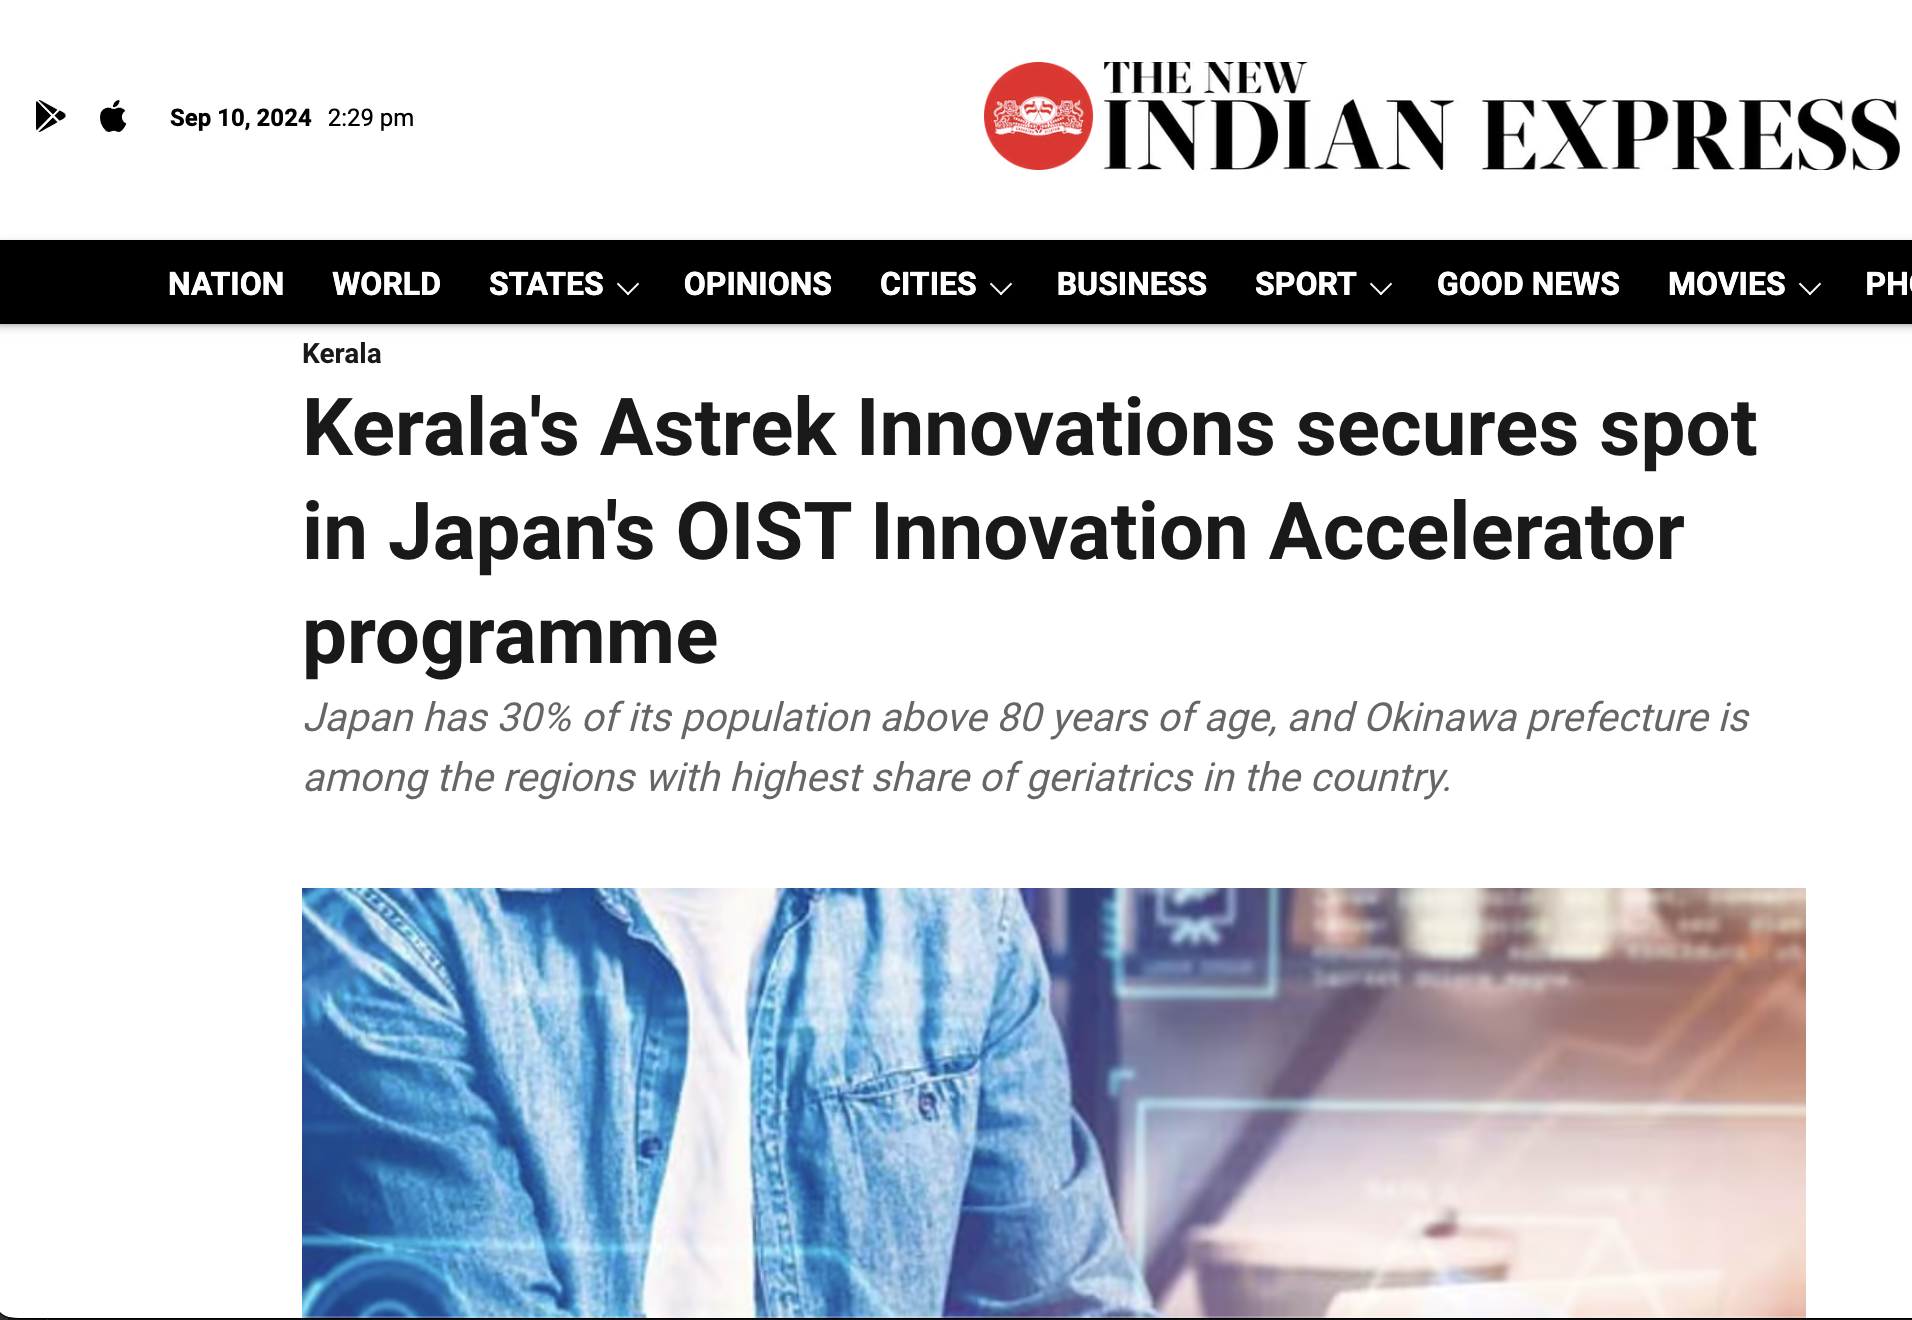 Sep 10, 2024 2:29 pm
THE NEW
INDIAN EXPRESS
NATION WORLD STATES OPINIONS CITIES BUSINESS SPORT GOOD NEWS MOVIES
Kerala
Kerala's Astrek Innovations secures spot
in Japan's OIST Innovation Accelerator
programme
Japan has 30% of its population above 80 years of age, and Okinawa prefecture is
among the regions with highest share of geriatrics in the country.